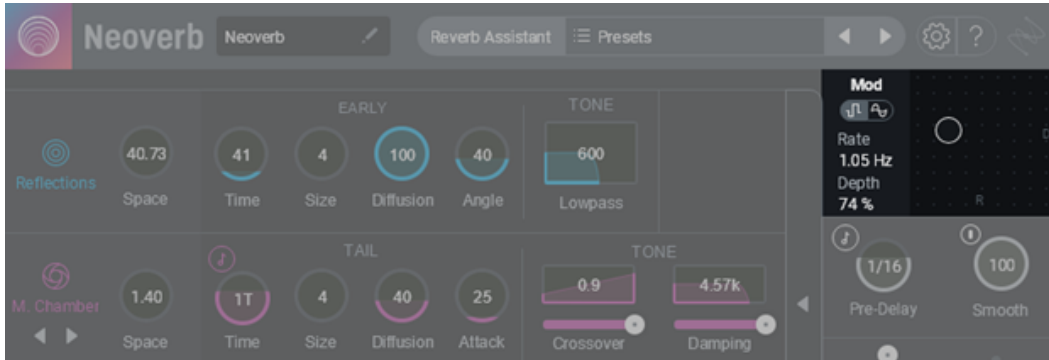 Neoverb
Neoverb
Reverb Assistant
Presets
?
Mod
Rate
1.05 Hz
Depth
74 %
D
R
EARLY
TONE
Reflections
40.73
Space
41
Time
4
Size
100
Diffusion
40
Angle
600
Lowpass
TAIL
TONE
M. Chamber
1.40
Space
1T
Time
4
Size
40
Diffusion
25
Attack
0.9
Crossover
4.57k
Damping
1/16
Pre-Delay
100
Smooth